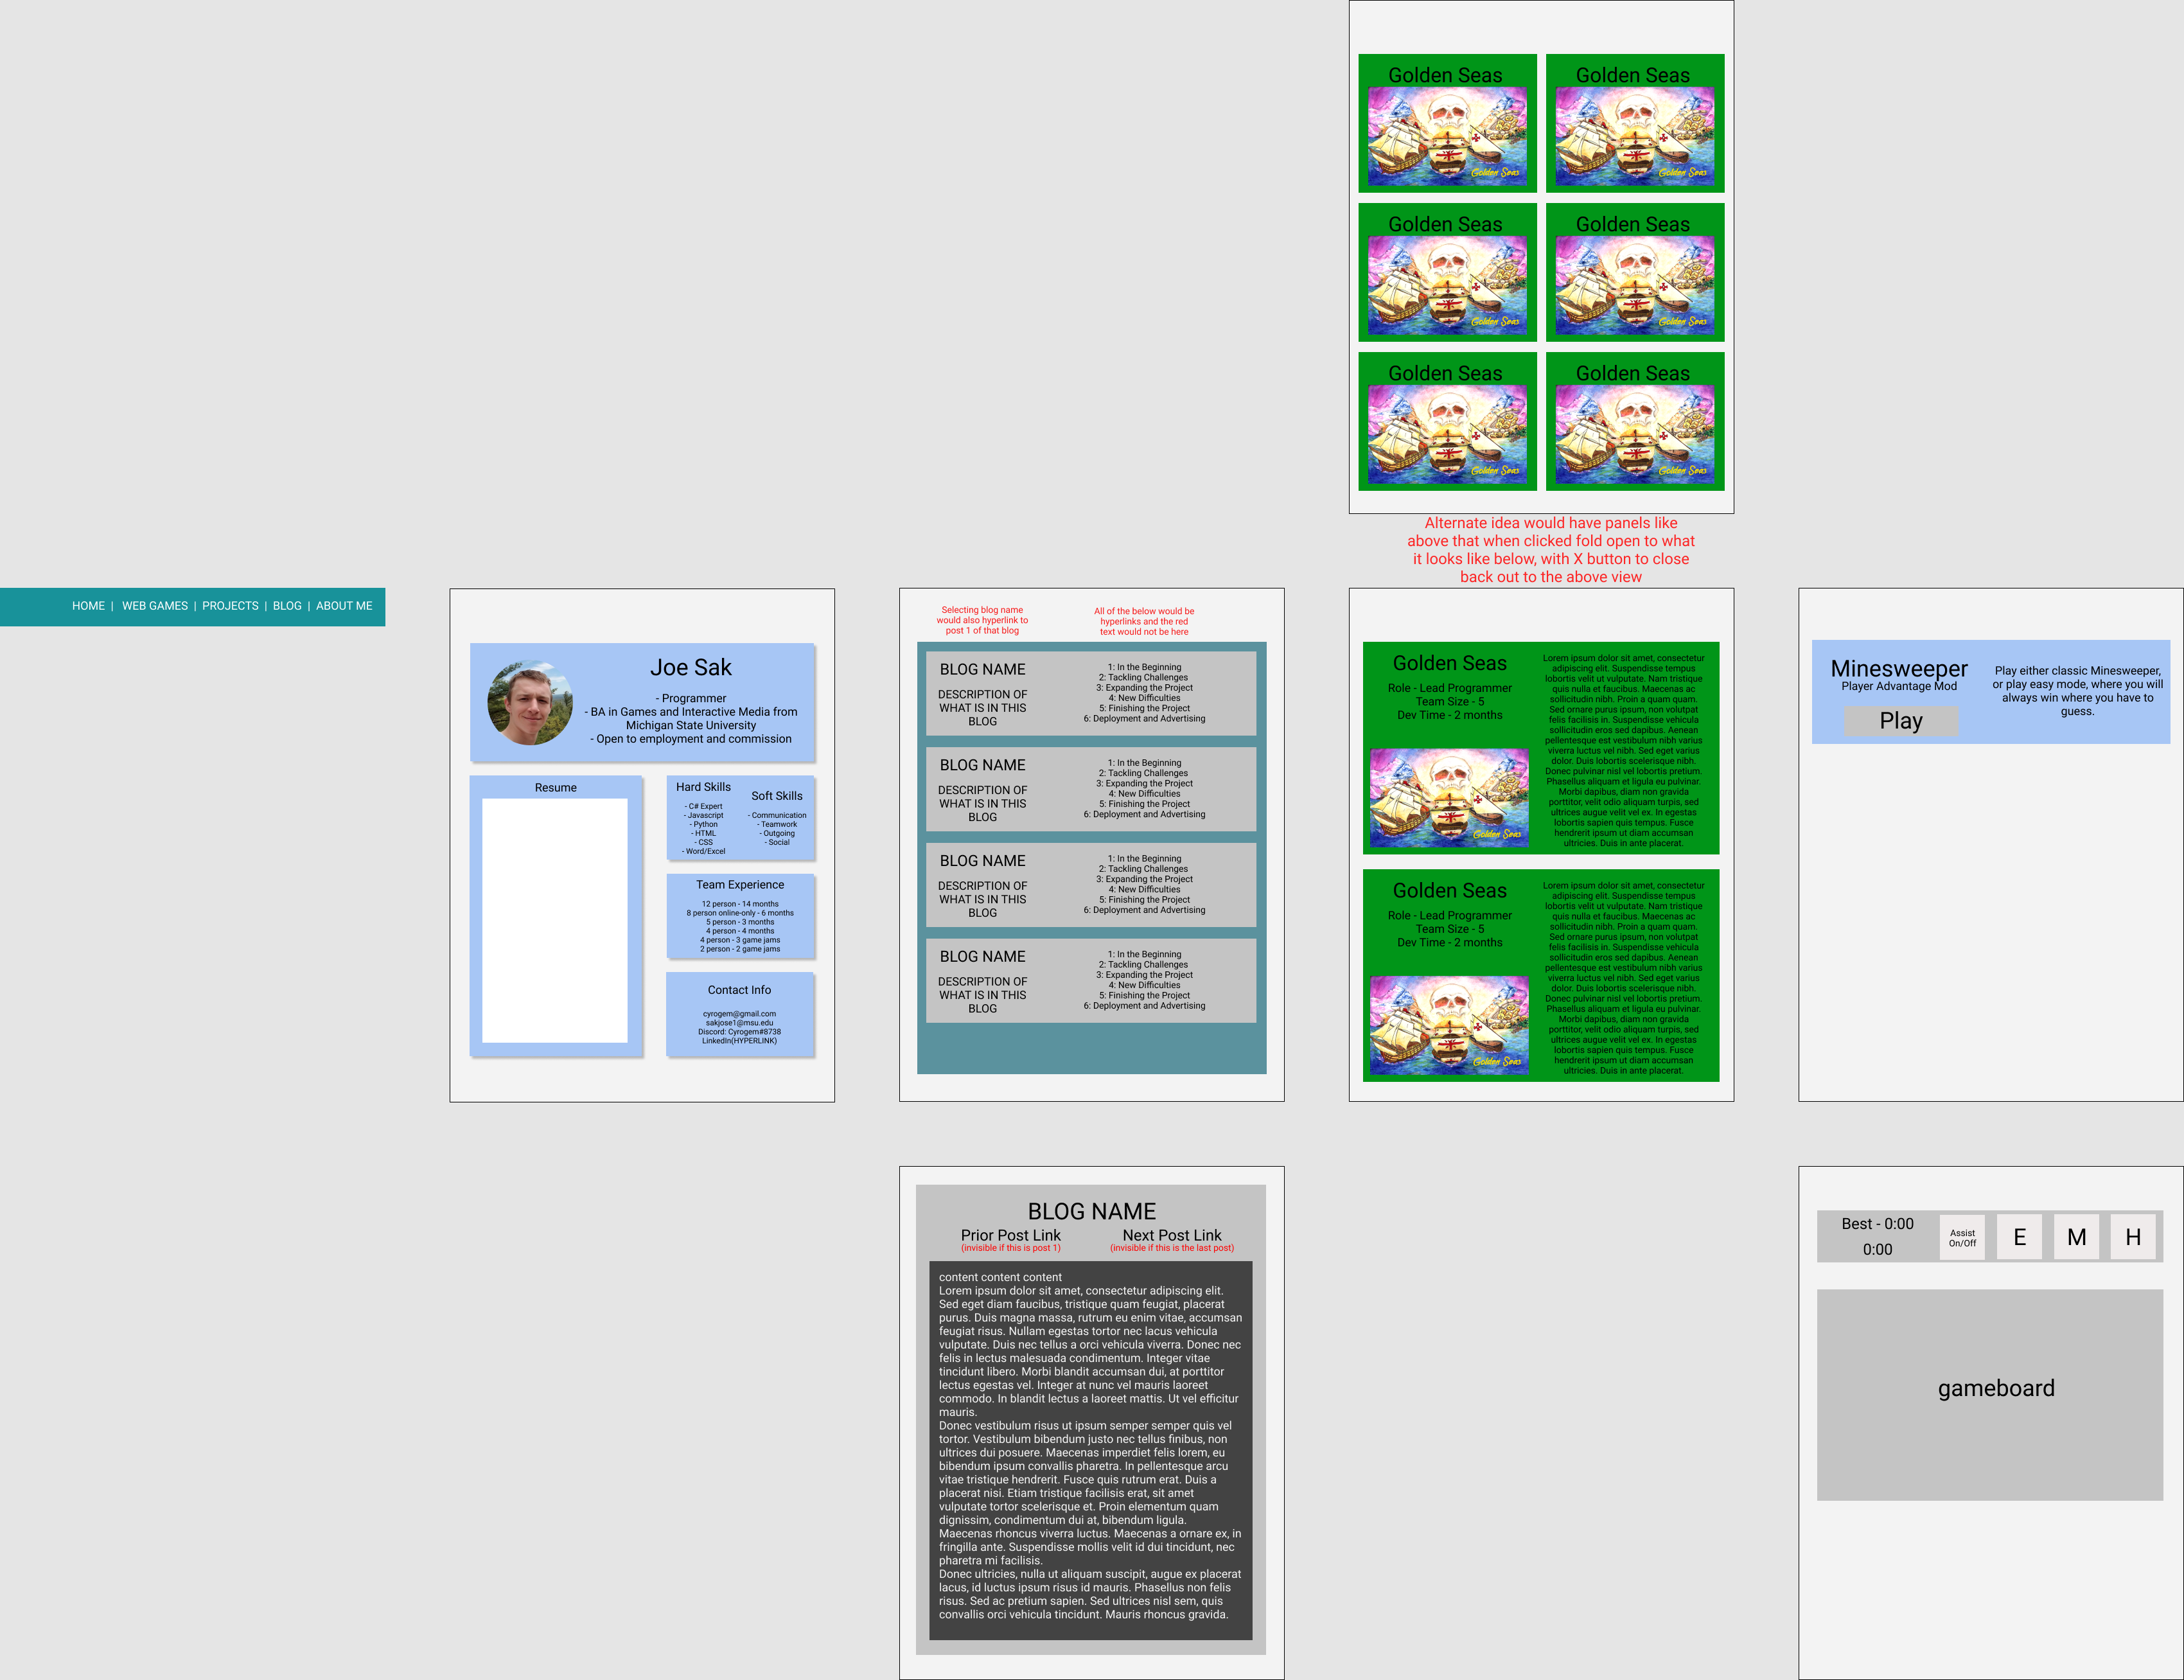 Golden Seas
Golden Seas
Golden Seas
Golden Seas
Golden Seas
Golden Seas
Golden Seas
Golden Seas
Golden Seas
Golden Seas
Golden Seas
Golden Seas
Alternate idea would have panels like
above that when clicked fold open to what
it looks like below, with X button to close
back out to the above view
HOME | WEB GAMES | PROJECTS | BLOG | ABOUT ME
Joe Sak
- Programmer
- BA in Games and Interactive Media from
Michigan State University
- Open to employment and commission
Resume
Hard Skills
- C# Expert
- Javascript
- Python
- HTML
- CSS
- Word/Excel
Soft Skills
- Communication
- Teamwork
- Outgoing
- Social
Team Experience
12 person - 14 months
8 person online-only - 6 months
5 person - 3 months
4 person - 4 months
4 person - 3 game jams
2 person - 2 game jams
Contact Info
cyrogem@gmail.com
sakjose1@msu.edu
Discord: Cyrogem#8738
LinkedIn(HYPERLINK)
Selecting blog name
would also hyperlink to
post 1 of that blog
All of the below would be
hyperlinks and the red
text would not be here
BLOG NAME
DESCRIPTION OF
WHAT IS IN THIS
BLOG
1: In the Beginning
2: Tackling Challenges
3: Expanding the Project
4: New Difficulties
5: Finishing the Project
6: Deployment and Advertising
BLOG NAME
DESCRIPTION OF
WHAT IS IN THIS
BLOG
1: In the Beginning
2: Tackling Challenges
3: Expanding the Project
4: New Difficulties
5: Finishing the Project
6: Deployment and Advertising
BLOG NAME
DESCRIPTION OF
WHAT IS IN THIS
BLOG
1: In the Beginning
2: Tackling Challenges
3: Expanding the Project
4: New Difficulties
5: Finishing the Project
6: Deployment and Advertising
BLOG NAME
DESCRIPTION OF
WHAT IS IN THIS
BLOG
1: In the Beginning
2: Tackling Challenges
3: Expanding the Project
4: New Difficulties
5: Finishing the Project
6: Deployment and Advertising
Golden Seas
Role - Lead Programmer
Team Size - 5
Dev Time - 2 months
Golden Seas
Lorem ipsum dolor sit amet, consectetur
adipiscing elit. Suspendisse tempus
lobortis velit ut vulputate. Nam tristique
quis nulla et faucibus. Maecenas ac
sollicitudin nibh. Proin a quam quam.
Sed ornare purus ipsum, non volutpat
felis facilisis in. Suspendisse vehicula
sollicitudin eros sed dapibus. Aenean
pellentesque est vestibulum nibh varius
viverra luctus vel nibh. Sed eget varius
dolor. Duis lobortis scelerisque nibh.
Donec pulvinar nisl vel lobortis pretium.
Phasellus aliquam et ligula eu pulvinar.
Morbi dapibus, diam non gravida
porttitor, velit odio aliquam turpis, sed
ultrices augue velit vel ex. In egestas
lobortis sapien quis tempus. Fusce
hendrerit ipsum ut diam accumsan
ultricies. Duis in ante placerat.
Golden Seas
Role - Lead Programmer
Team Size - 5
Dev Time - 2 months
Golden Seas
Lorem ipsum dolor sit amet, consectetur
adipiscing elit. Suspendisse tempus
lobortis velit ut vulputate. Nam tristique
quis nulla et faucibus. Maecenas ac
sollicitudin nibh. Proin a quam quam.
Sed ornare purus ipsum, non volutpat
felis facilisis in. Suspendisse vehicula
sollicitudin eros sed dapibus. Aenean
pellentesque est vestibulum nibh varius
viverra luctus vel nibh. Sed eget varius
dolor. Duis lobortis scelerisque nibh.
Donec pulvinar nisl vel lobortis pretium.
Phasellus aliquam et ligula eu pulvinar.
Morbi dapibus, diam non gravida
porttitor, velit odio aliquam turpis, sed
ultrices augue velit vel ex. In egestas
lobortis sapien quis tempus. Fusce
hendrerit ipsum ut diam accumsan
ultricies. Duis in ante placerat.
Minesweeper
Player Advantage Mod
Play
Play either classic Minesweeper,
or play easy mode, where you will
always win where you have to
guess.
BLOG NAME
Prior Post Link
(invisible if this is post 1)
Next Post Link
(invisible if this is the last post)
content content content
Lorem ipsum dolor sit amet, consectetur adipiscing elit.
Sed eget diam faucibus, tristique quam feugiat, placerat
purus. Duis magna massa, rutrum eu enim vitae, accumsan
feugiat risus. Nullam egestas tortor nec lacus vehicula
vulputate. Duis nec tellus a orci vehicula viverra. Donec nec
felis in lectus malesuada condimentum. Integer vitae
tincidunt libero. Morbi blandit accumsan dui, at porttitor
lectus egestas vel. Integer at nunc vel mauris laoreet
commodo. In blandit lectus a laoreet mattis. Ut vel efficitur
mauris.
Donec vestibulum risus ut ipsum semper semper quis vel
tortor. Vestibulum bibendum justo nec tellus finibus, non
ultrices dui posuere. Maecenas imperdiet felis lorem, eu
bibendum ipsum convallis pharetra. In pellentesque arcu
vitae tristique hendrerit. Fusce quis rutrum erat. Duis a
placerat nisi. Etiam tristique facilisis erat, sit amet
vulputate tortor scelerisque et. Proin elementum quam
dignissim, condimentum dui at, bibendum ligula.
Maecenas rhoncus viverra luctus. Maecenas a ornare ex, in
fringilla ante. Suspendisse mollis velit id dui tincidunt, nec
pharetra mi facilisis.
Donec ultricies, nulla ut aliquam suscipit, augue ex placerat
lacus, id luctus ipsum risus id mauris. Phasellus non felis
risus. Sed ac pretium sapien. Sed ultrices nisl sem, quis
convallis orci vehicula tincidunt. Mauris rhoncus gravida.
Best - 0:00
0:00
Assist
On/Off
E
M
H
gameboard